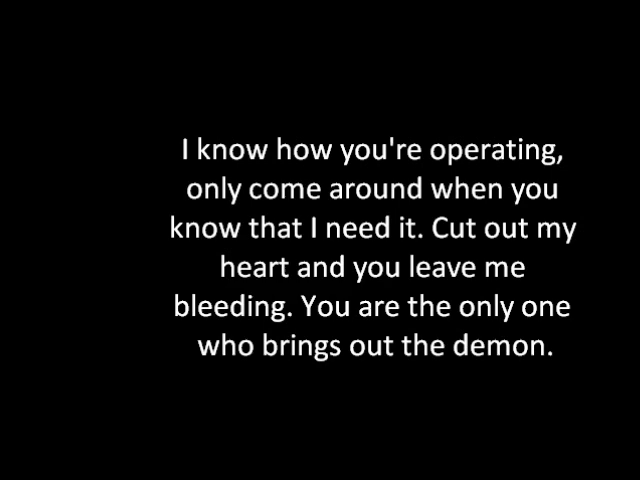 I know how you're operating,
only come around when you
know that I need it. Cut out my
heart and you leave me
bleeding. You are the only one
who brings out the demon.